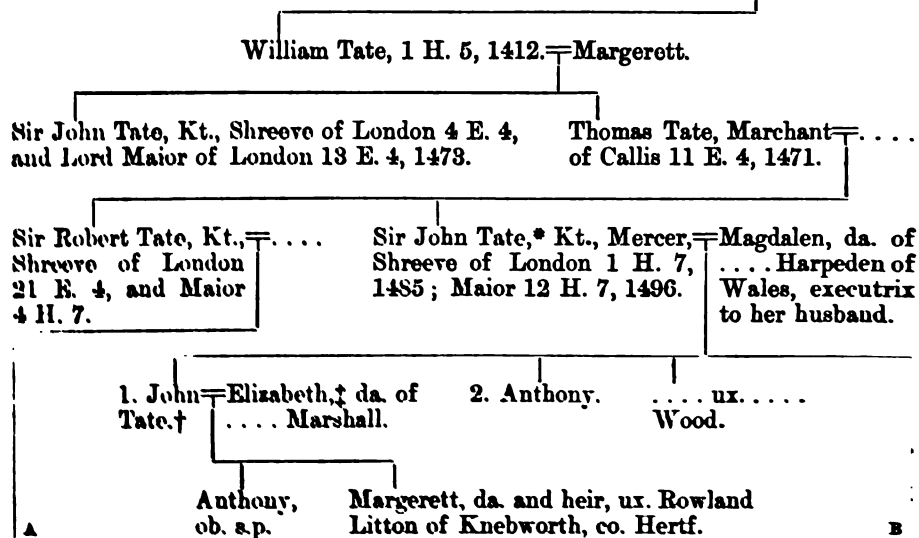 William Tate, 1 H. 5, 1412.=Margerett.
Sir John Tate, Kt., Shreeve of London 4 E. 4,
and Lord Maior of London 13 E. 4, 1473.
Thomas Tate, Marchant=. . . .
of Callis 11 E. 4, 1471.
Sir Robert Tate, Kt.,=. . . .
Shreeve of London
21 E. 4, and Maior
4 H. 7.
Sir John Tate,* Kt., Mercer,=
Shreeve of London 1 H. 7,
1485; Maior 12 H. 7, 1496.
Magdalen, da. of
. . . . Harpeden of
Wales, executrix
to her husband.
1. John=Elizabeth,‡ da. of
Tate.† . . . . Marshall.
2. Anthony.
. . . . ux. . . . .
Wood.
Anthony,
ob. s.p.
Margerett, da. and heir, ux. Rowland
Litton of Knebworth, co. Hertf.
A
B